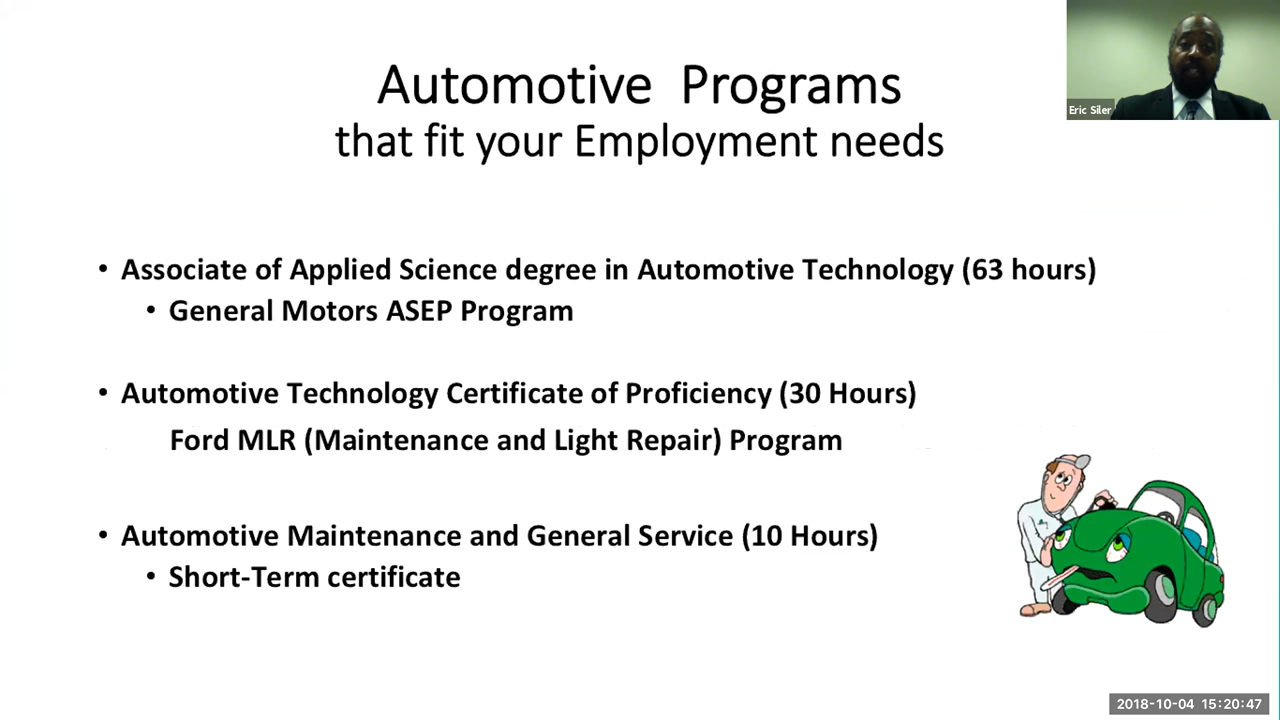 Automotive Programs
that fit your Employment needs
Eric Siler
• Associate of Applied Science degree in Automotive Technology (63 hours)
• General Motors ASEP Program
• Automotive Technology Certificate of Proficiency (30 Hours)
Ford MLR (Maintenance and Light Repair) Program
• Automotive Maintenance and General Service (10 Hours)
• Short-Term certificate
2018-10-04 15:20:47